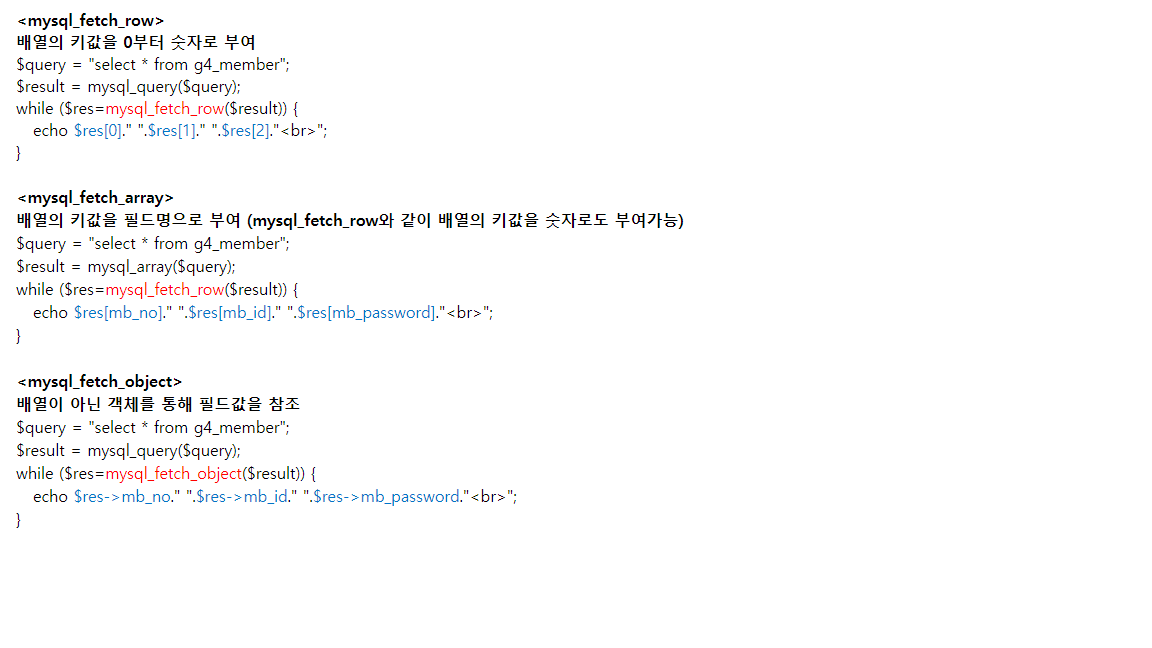 <mysql_fetch_row>
배열의 키값을 0부터 숫자로 부여
$query = "select * from g4_member";
$result = mysql_query($query);
while ($res=mysql_fetch_row($result)) {
echo $res[0]." ".$res[1]." ".$res[2]."<br>";
}
<mysql_fetch_array>
배열의 키값을 필드명으로 부여 (mysql_fetch_row와 같이 배열의 키값을 숫자로도 부여가능)
$query = "select * from g4_member";
$result = mysql_array($query);
while ($res=mysql_fetch_row($result)) {
echo $res[mb_no]." ".$res[mb_id]." ".$res[mb_password]."<br>";
}
<mysql_fetch_object>
배열이 아닌 객체를 통해 필드값을 참조
$query = "select * from g4_member";
$result = mysql_query($query);
while ($res=mysql_fetch_object($result)) {
echo $res->mb_no." ".$res->mb_id." ".$res->mb_password."<br>";
}